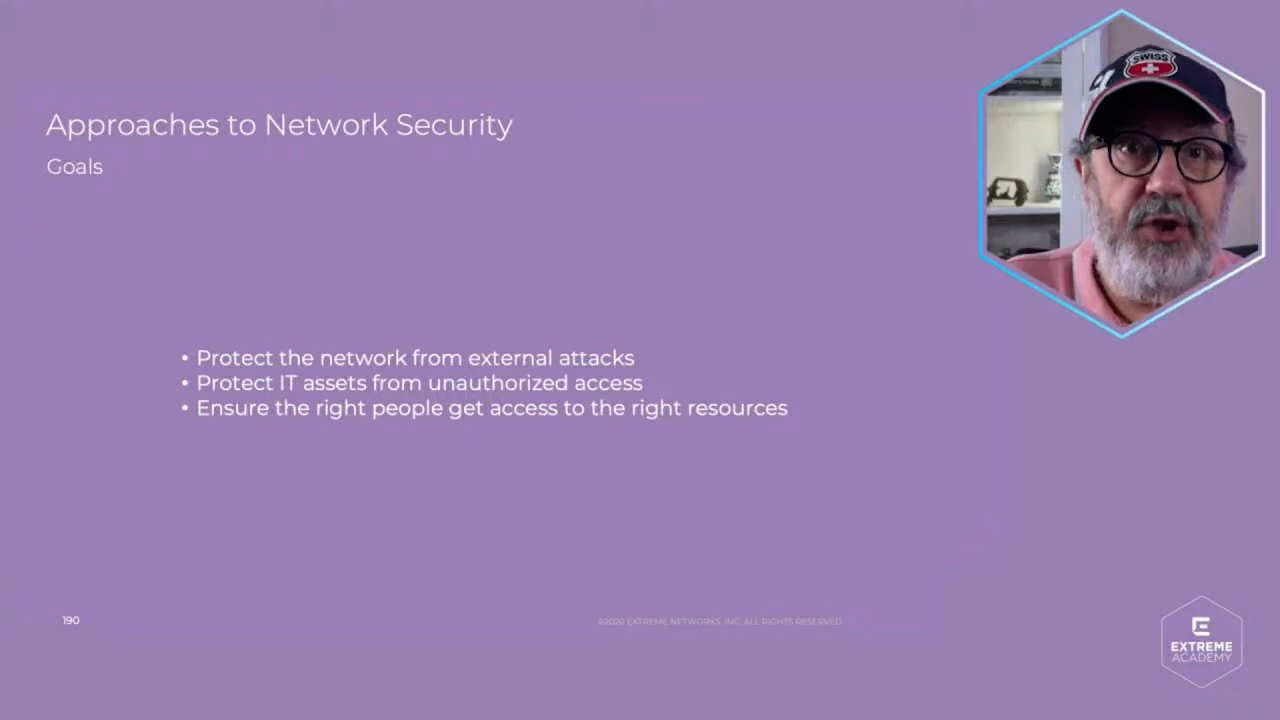 Approaches to Network Security
Goals
SWISS
• Protect the network from external attacks
• Protect IT assets from unauthorized access
• Ensure the right people get access to the right resources
190
©2020 EXTREME NETWORKS, INC. ALL RIGHTS RESERVED.
EXTREME
ACADEMY